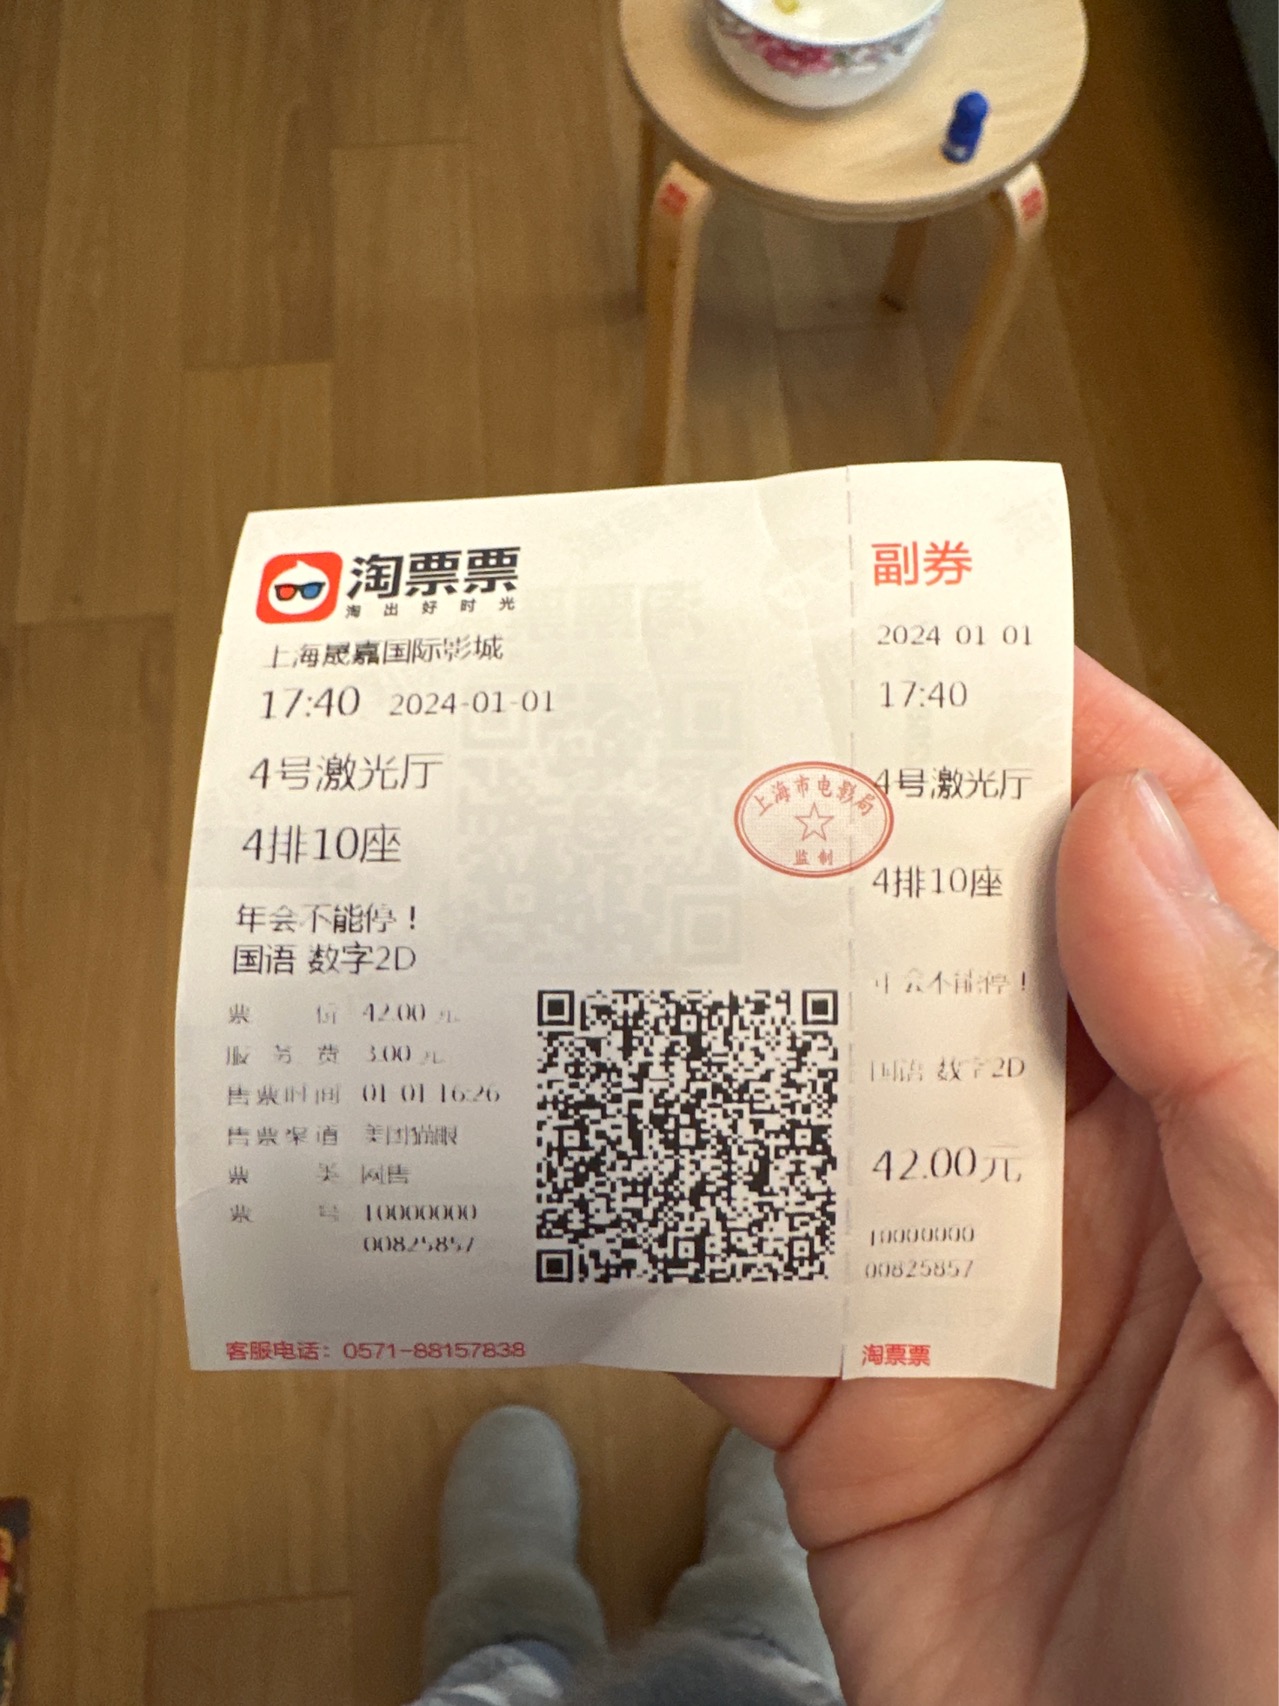 淘票票
淘出好时光
上海晟嘉国际影城
17:40 2024-01-01
4号激光厅
4排10座
年会不能停！
国语 数字2D
票价 42.00 元
服务费 3.00 元
售票时间 01-01 16:26
售票渠道 美团猫眼
票类 网售
票号 10000000
00825857
客服电话：0571-88157838
上海市电影局
监制
副券
2024 01 01
17:40
4号激光厅
4排10座
年会不能停！
国语 数字2D
42.00元
10000000
00825857
淘票票